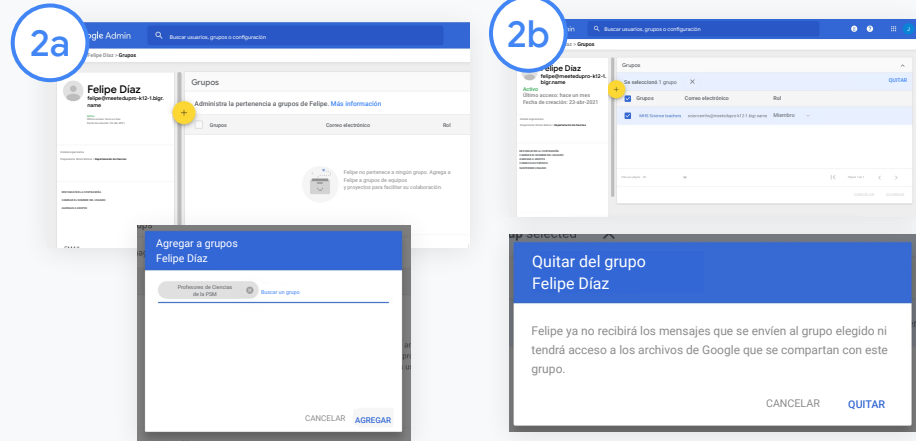 2a
gle Admin
Buscar usuarios, grupos o configuración
Felipe Díaz > Grupos
Felipe Díaz
felipe@meetedupro-k12-1.bigr.
name
Grupos
Administra la pertenencia a grupos de Felipe. Más información
Grupos Correo electrónico Rol
Felipe no pertenece a ningún grupo. Agrega a
Felipe a grupos de equipos
y proyectos para facilitar su colaboración.
Agregar a grupos
Felipe Díaz
Profesores de Ciencias
de la PSM
Buscar un grupo
CANCELAR AGREGAR
2b
Buscar usuarios, grupos o configuración
Grupos
elipe Díaz
felipe@meetedupro-k12-1.
bigr.name
Activo
Último acceso: hace un mes
Fecha de creación: 23-abr-2021
Grupos
Se seleccionó 1 grupo
QUITAR
Grupos Correo electrónico Rol
Miembro
CANCELAR
up selected
Quitar del grupo
Felipe Díaz
Felipe ya no recibirá los mensajes que se envíen al grupo elegido ni
tendrá acceso a los archivos de Google que se compartan con este
grupo.
CANCELAR QUITAR